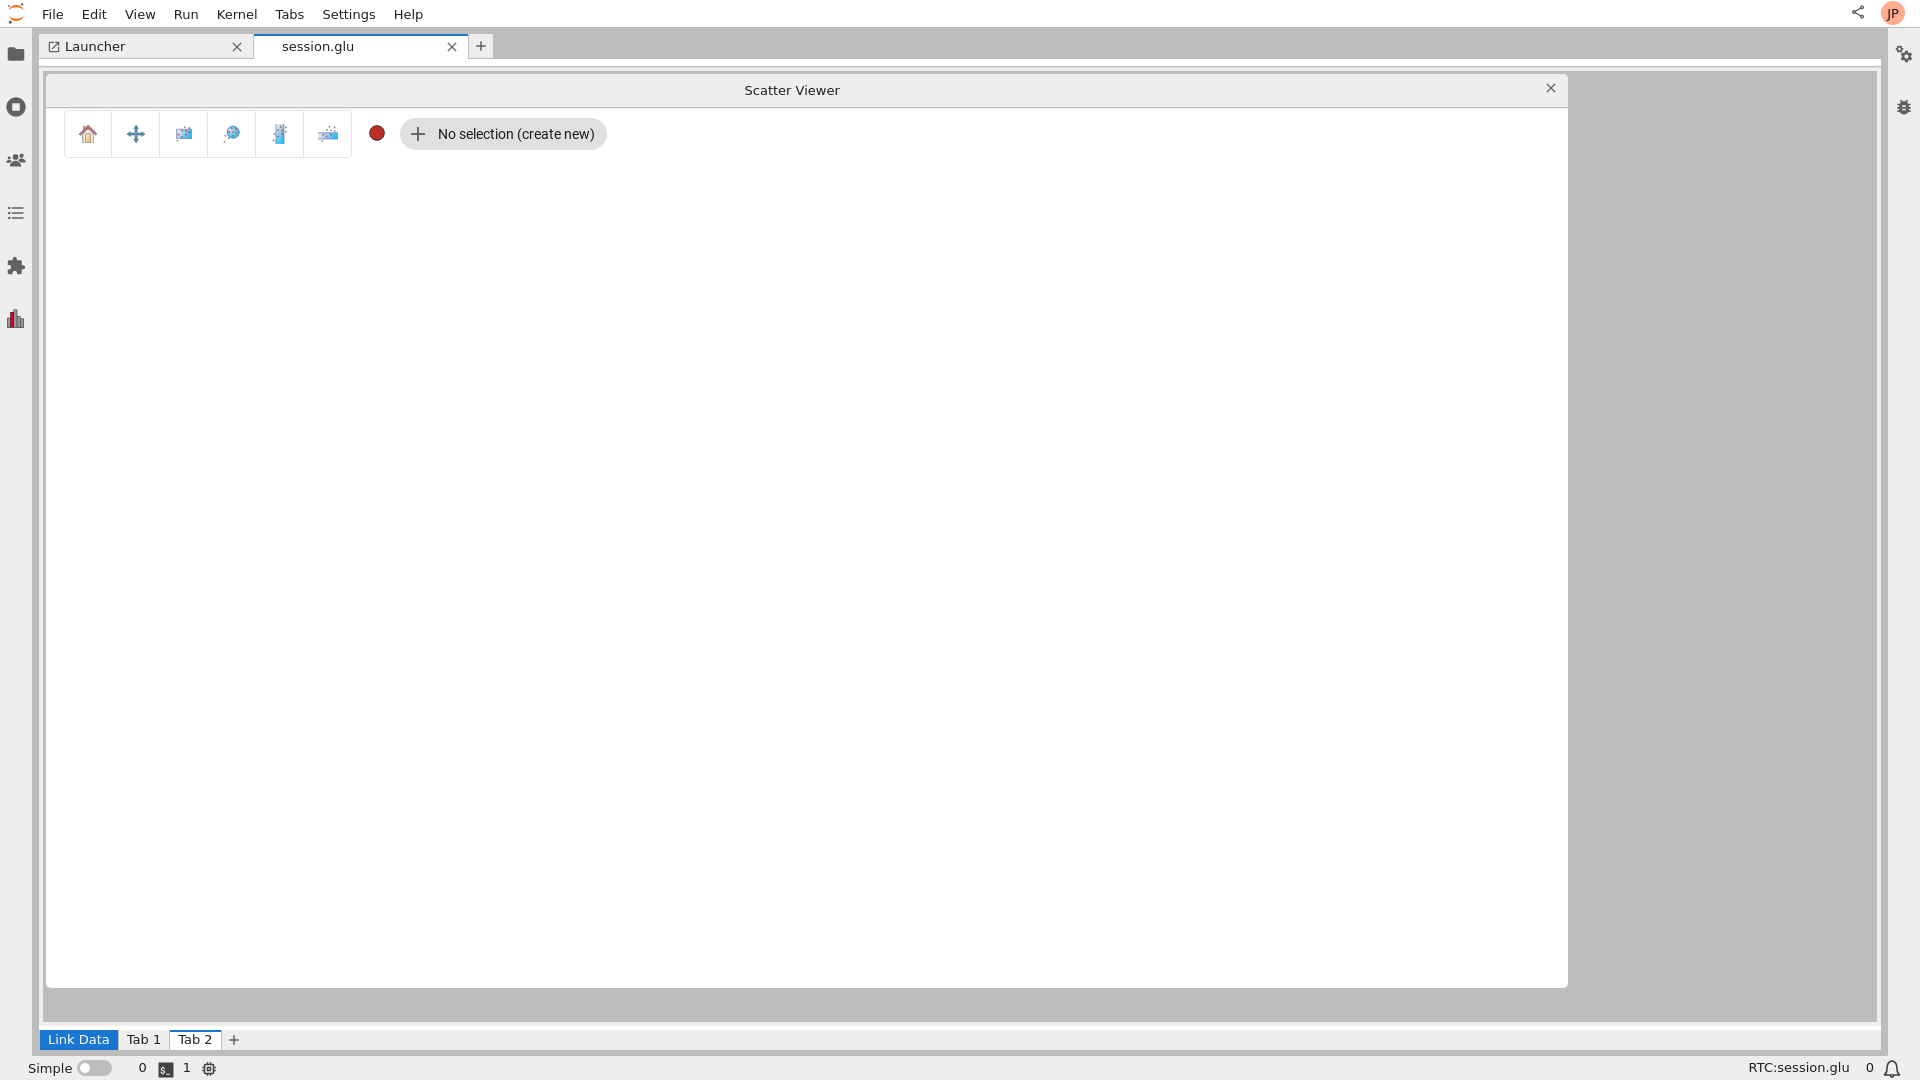 File Edit View Run Kernel Tabs Settings Help
JP
Launcher
session.glu
Scatter Viewer
No selection (create new)
Link Data Tab 1 Tab 2
Simple 0 $_ 1 RTC:session.glu 0